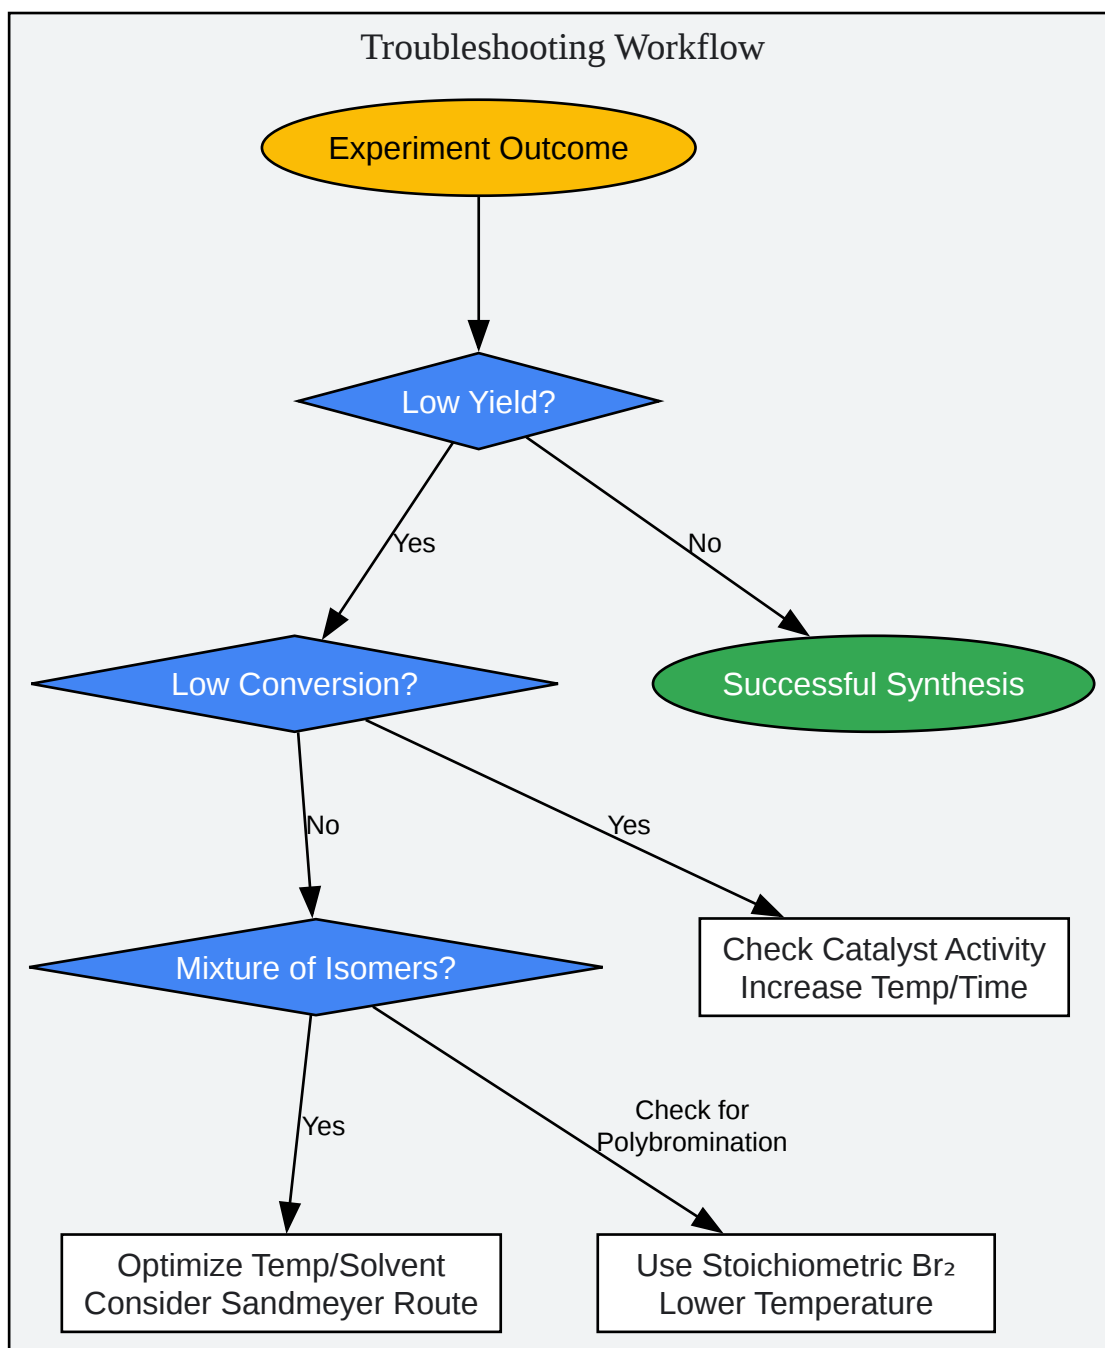 Troubleshooting Workflow
Experiment Outcome
Low Yield?
Yes
No
Low Conversion?
Successful Synthesis
No
Yes
Mixture of Isomers?
Check Catalyst Activity
Increase Temp/Time
Yes
Check for
Polybromination
Optimize Temp/Solvent
Consider Sandmeyer Route
Use Stoichiometric Br₂
Lower Temperature